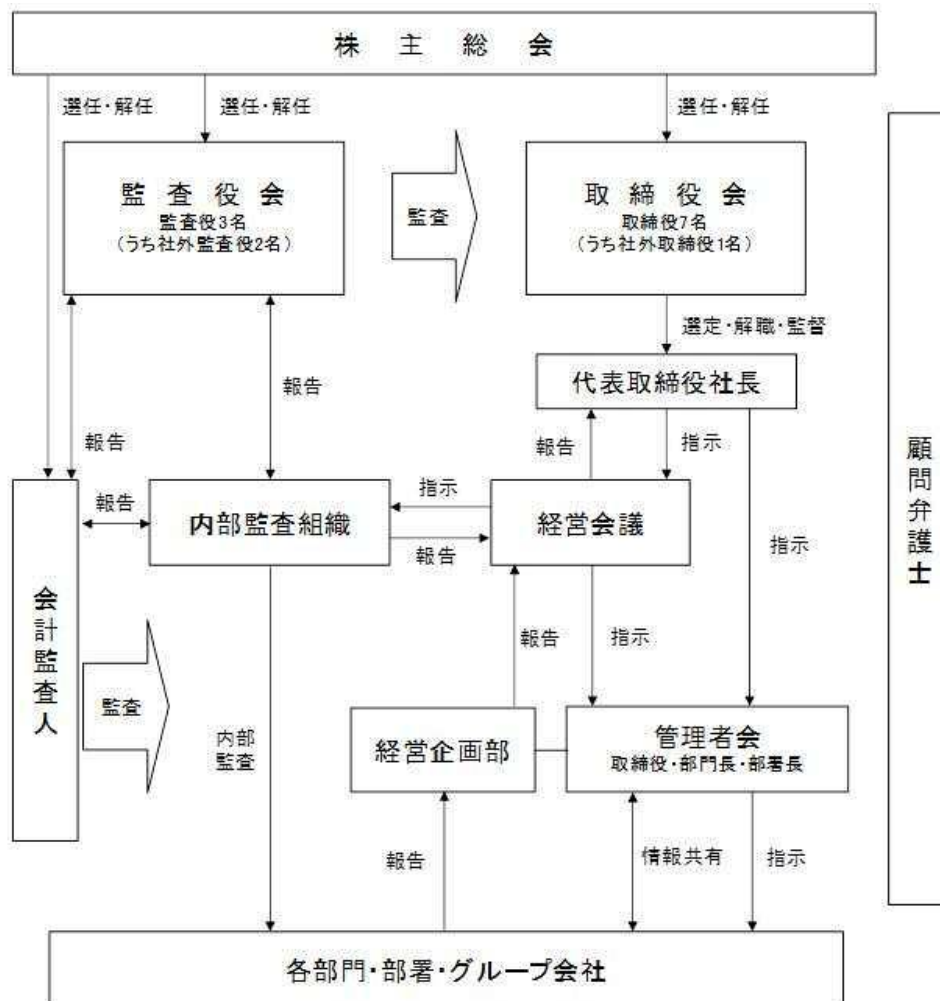 株主総会
選任・解任
選任・解任
選任・解任
監査役会
監査役3名
（うち社外監査役2名）
監査
取締役会
取締役7名
（うち社外取締役1名）
選定・解職・監督
代表取締役社長
報告
報告
報告
指示
顧問弁護士
報告
内部監査組織
指示
報告
経営会議
指示
会計監査人
監査
内部
監査
報告
指示
経営企画部
管理者会
取締役・部門長・部署長
報告
情報共有
指示
各部門・部署・グループ会社